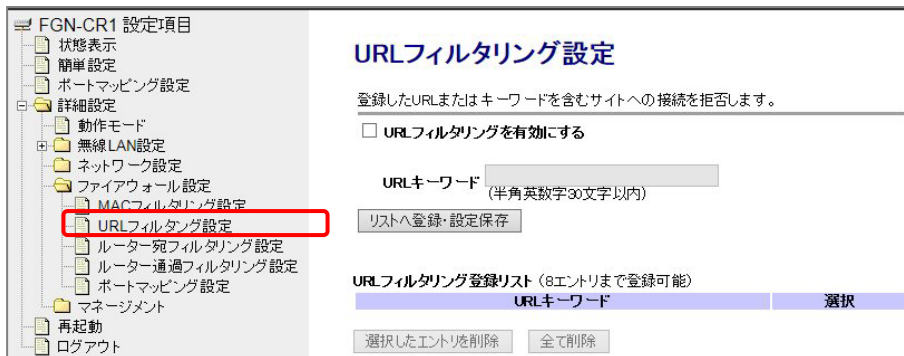 FGN-CR1 設定項目
状態表示
簡単設定
ポートマッピング設定
詳細設定
動作モード
無線LAN設定
ネットワーク設定
ファイアウォール設定
MACフィルタリング設定
URLフィルタング設定
ルーター宛フィルタリング設定
ルーター通過フィルタリング設定
ポートマッピング設定
マネージメント
再起動
ログアウト
URLフィルタリング設定
登録したURLまたはキーワードを含むサイトへの接続を拒否します。
URLフィルタリングを有効にする
URLキーワード
(半角英数字30文字以内)
リストへ登録・設定保存
URLフィルタリング登録リスト (8エントリまで登録可能)
URLキーワード 選択
選択したエントリを削除 全て削除